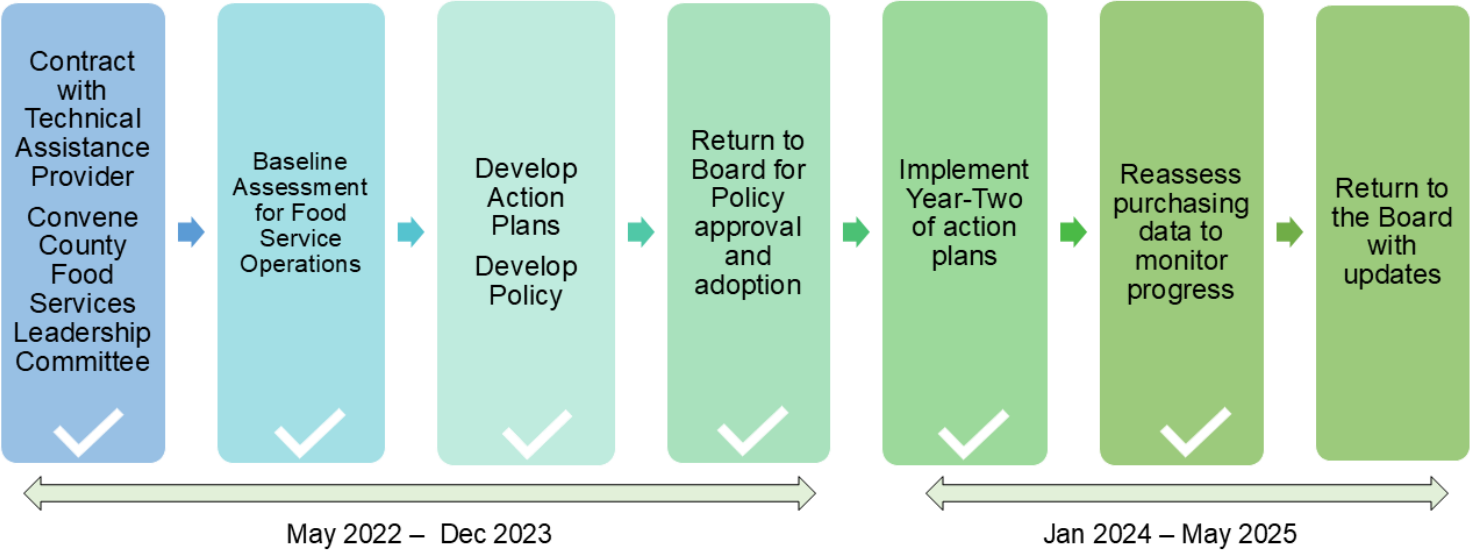 Contract
with
Technical
Assistance
Provider
Convene
County
Food
Services
Leadership
Committee
Baseline
Assessment
for Food
Service
Operations
Develop
Action
Plans
Develop
Policy
Return to
Board for
Policy
approval
and
adoption
Implement
Year-Two
of action
plans
Reassess
purchasing
data to
monitor
progress
Return to
the Board
with
updates
May 2022 – Dec 2023
Jan 2024 – May 2025